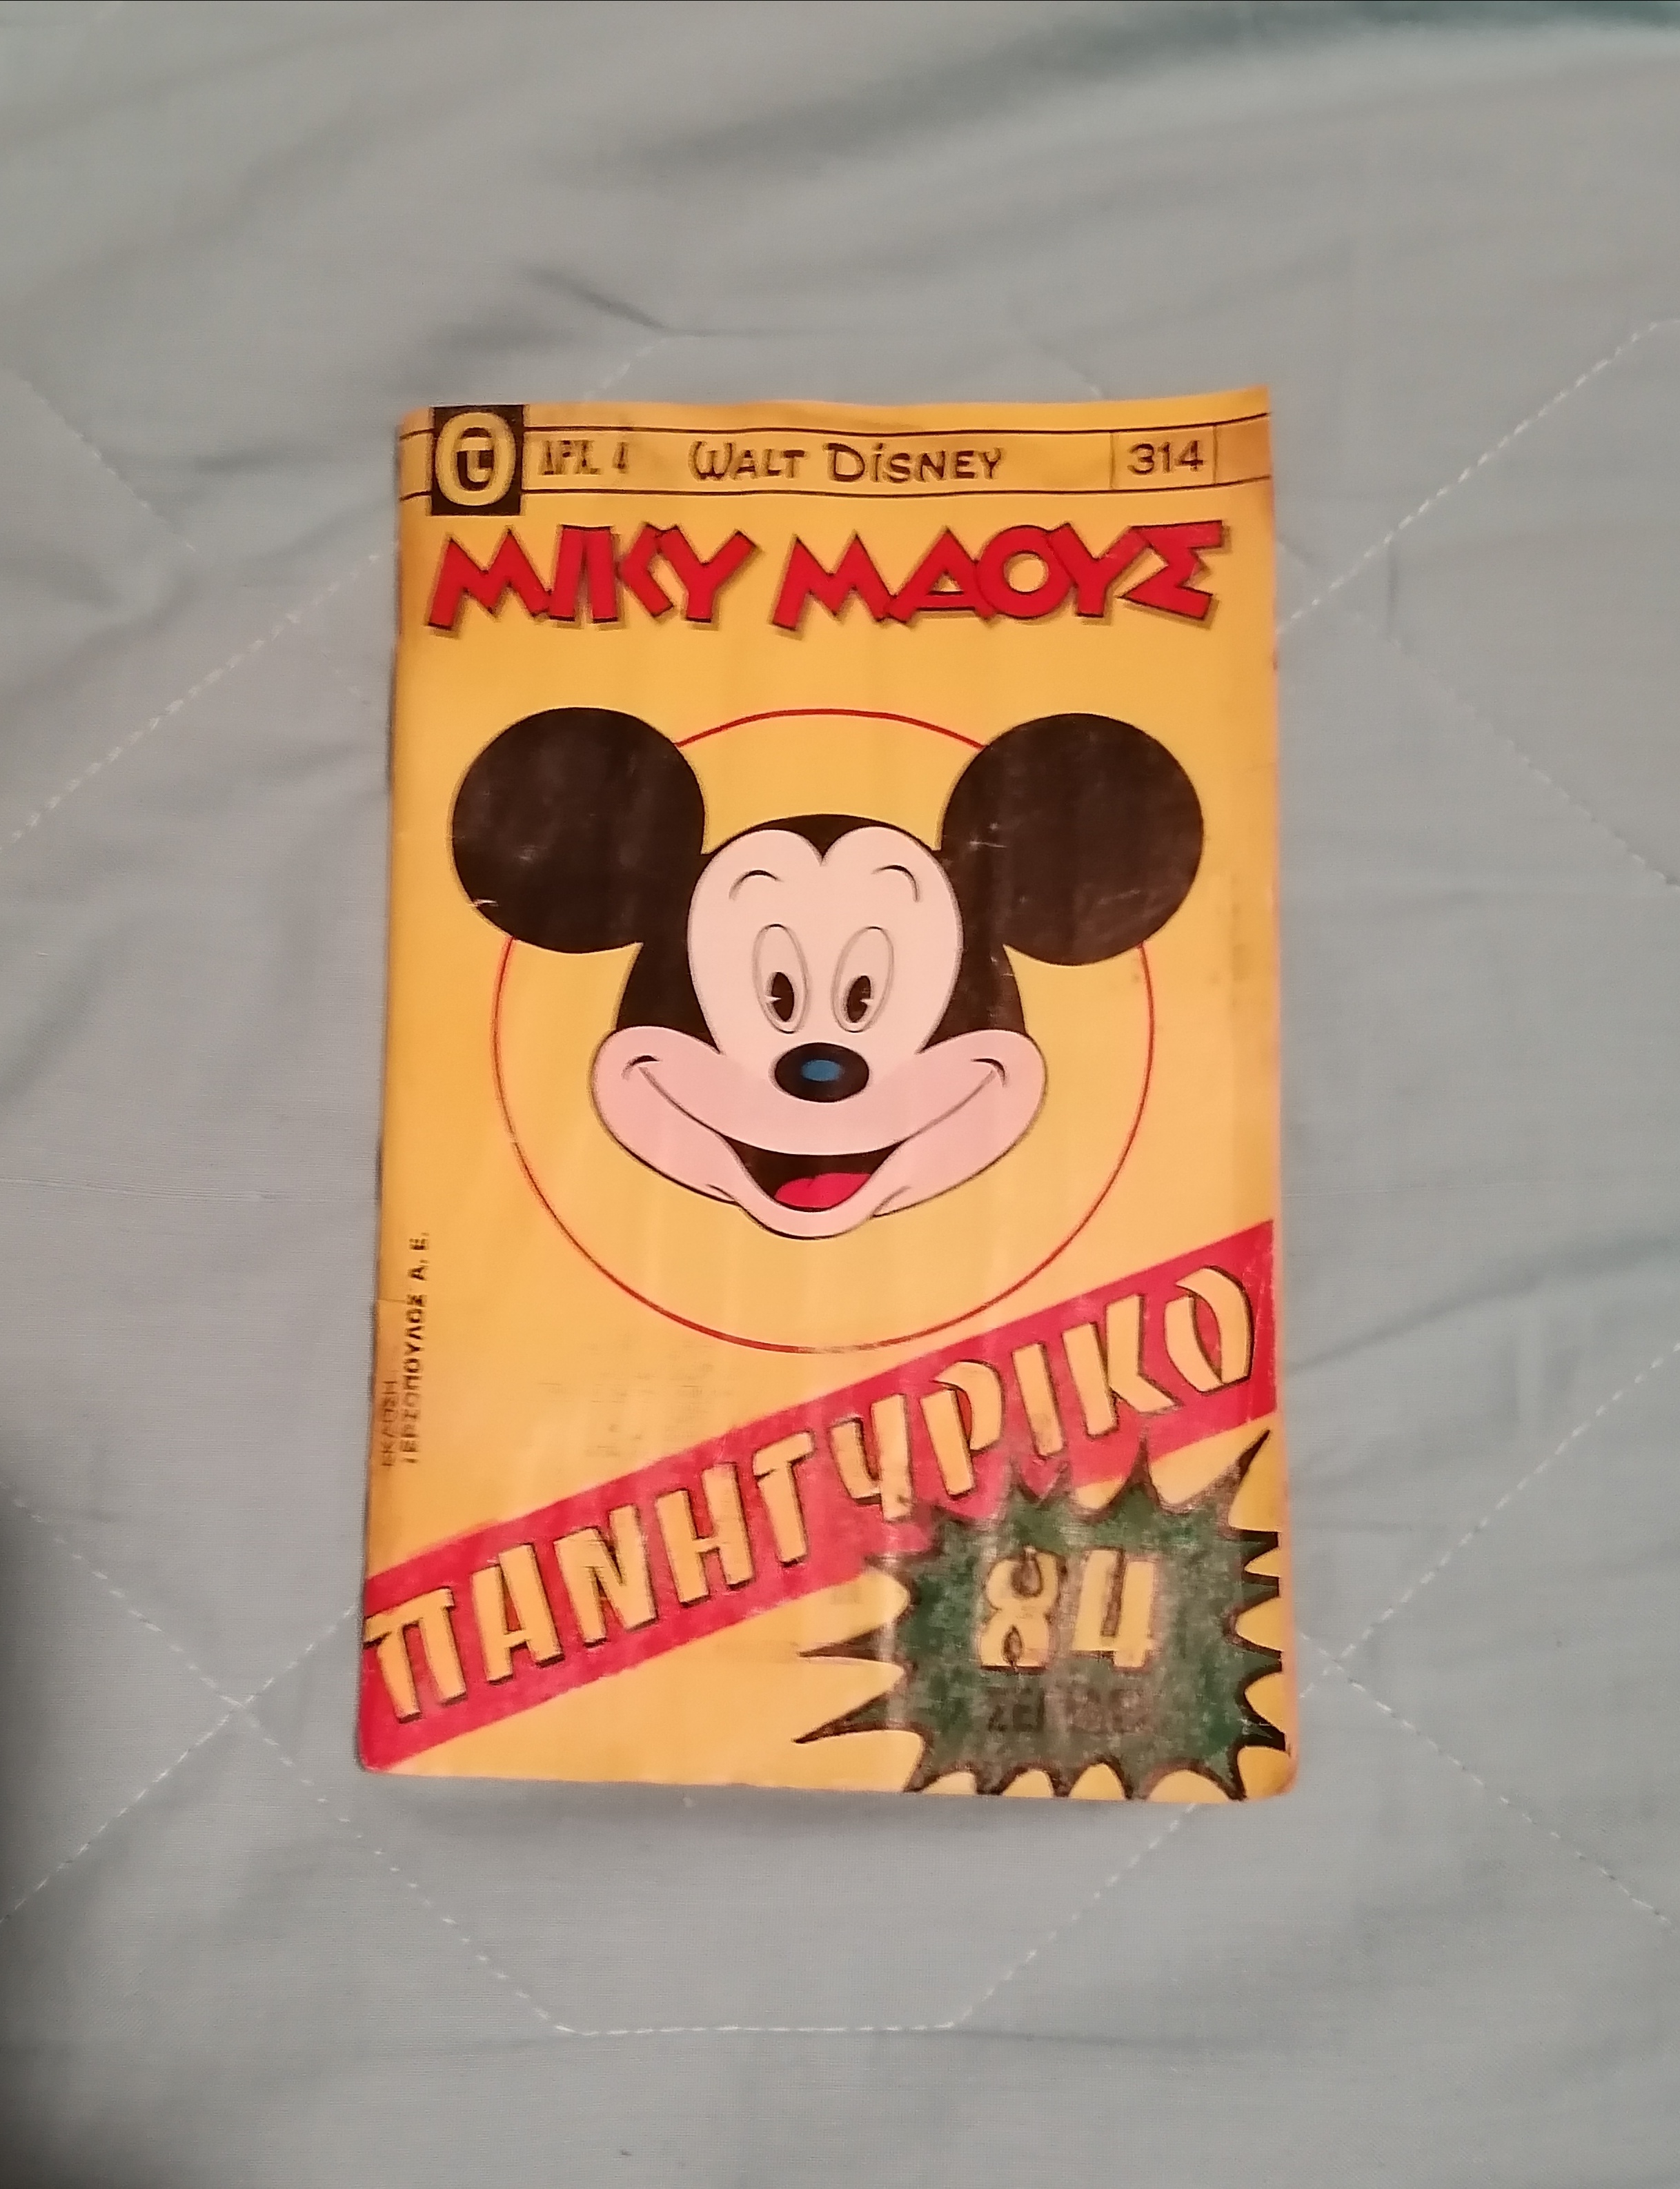 ΔΡΧ. 4 WALT DISNEY 314
ΜΙΚΥ ΜΑΟΥΣ
ΕΚΔΟΣΗ
ΤΕΡΖΟΠΟΥΛΟΣ Α. Ε.
ΠΑΝΗΓΥΡΙΚΟ
84